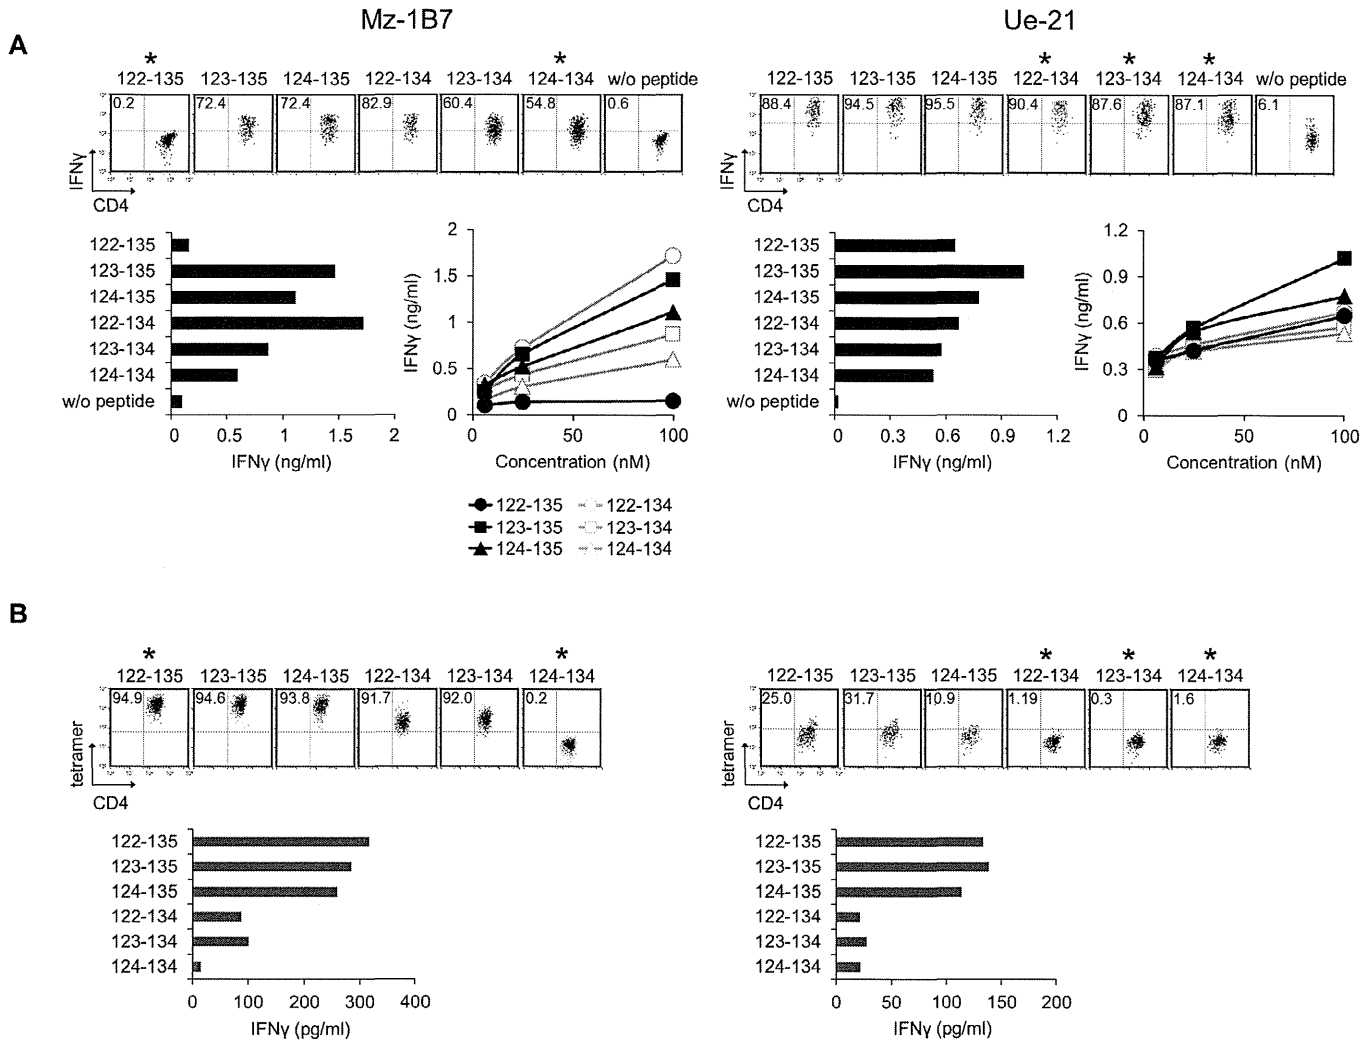 Mz-1B7
Ue-21
A
* *
122-135 123-135 124-135 122-134 123-134 124-134 w/o peptide
0.2 72.4 72.4 82.9 60.4 54.8 0.6
IFNγ
CD4
* * *
122-135 123-135 124-135 122-134 123-134 124-134 w/o peptide
88.4 94.5 95.5 90.4 87.6 87.1 6.1
IFNγ
CD4
122-135
123-135
124-135
122-134
123-134
124-134
w/o peptide
0 0.5 1 1.5 2
IFNγ (ng/ml)
2
1.5
1
0.5
0
IFNγ (ng/ml)
0 50 100
Concentration (nM)
122-135 122-134
123-135 123-134
124-135 124-134
122-135
123-135
124-135
122-134
123-134
124-134
w/o peptide
0 0.3 0.6 0.9 1.2
IFNγ (ng/ml)
1.2
0.9
0.6
0.3
0
IFNγ (ng/ml)
0 50 100
Concentration (nM)
B
* *
122-135 123-135 124-135 122-134 123-134 124-134
94.9 94.6 93.8 91.7 92.0 0.2
tetramer
CD4
* * *
122-135 123-135 124-135 122-134 123-134 124-134
25.0 31.7 10.9 1.19 0.3 1.6
tetramer
CD4
122-135
123-135
124-135
122-134
123-134
124-134
0 100 200 300 400
IFNγ (pg/ml)
122-135
123-135
124-135
122-134
123-134
124-134
0 50 100 150 200
IFNγ (pg/ml)